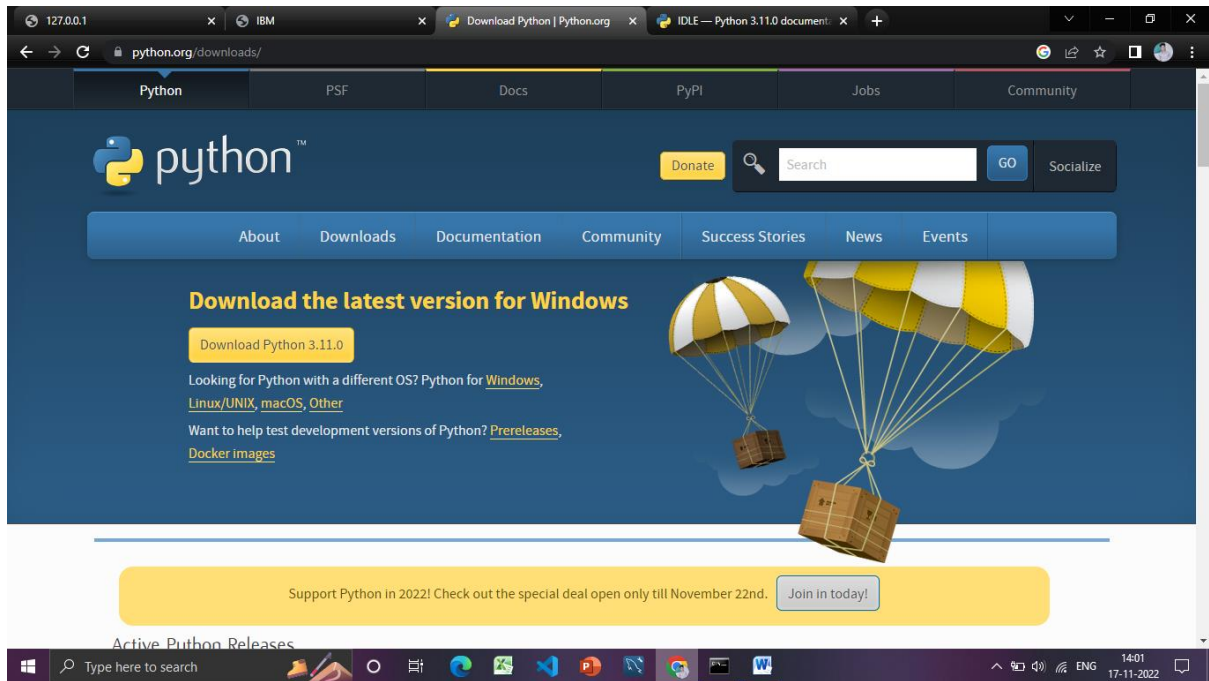 127.0.0.1 IBM Download Python | Python.org IDLE — Python 3.11.0 document
python.org/downloads/
Python PSF Docs PyPI Jobs Community
python™
Donate Search GO Socialize
About Downloads Documentation Community Success Stories News Events
Download the latest version for Windows
Download Python 3.11.0
Looking for Python with a different OS? Python for Windows,
Linux/UNIX, macOS, Other
Want to help test development versions of Python? Prereleases,
Docker images
Support Python in 2022! Check out the special deal open only till November 22nd. Join in today!
Active Python Releases
Type here to search
ENG
14:01
17-11-2022